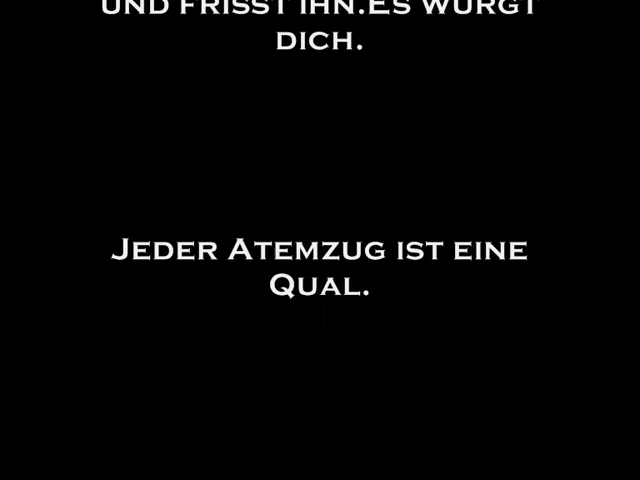 UND FRISST IHN.ES WÜRGT
DICH.
JEDER ATEMZUG IST EINE
QUAL.